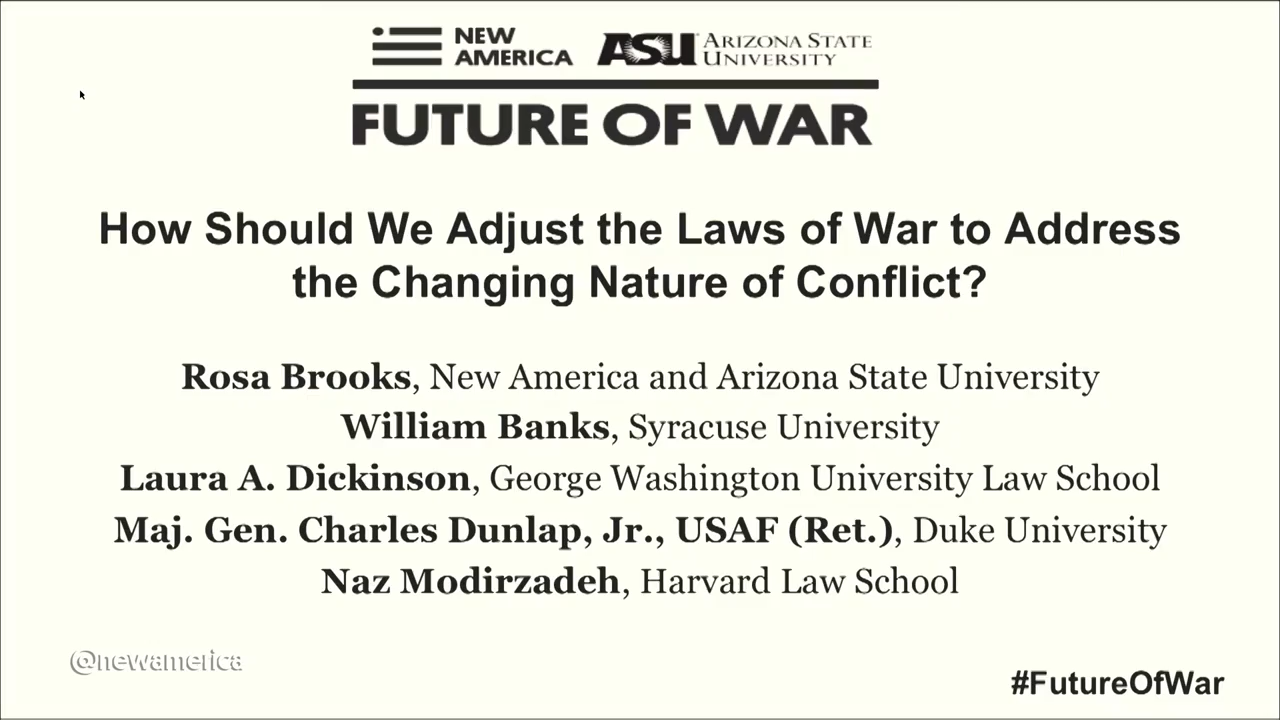 NEW
AMERICA
ASU ARIZONA STATE
UNIVERSITY
FUTURE OF WAR
How Should We Adjust the Laws of War to Address
the Changing Nature of Conflict?
Rosa Brooks, New America and Arizona State University
William Banks, Syracuse University
Laura A. Dickinson, George Washington University Law School
Maj. Gen. Charles Dunlap, Jr., USAF (Ret.), Duke University
Naz Modirzadeh, Harvard Law School
@newamerica
#FutureOfWar